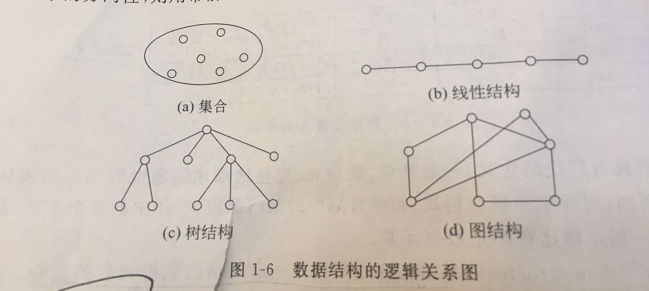 (a) 集合
(b) 线性结构
(c) 树结构
(d) 图结构
图 1-6 数据结构的逻辑关系图